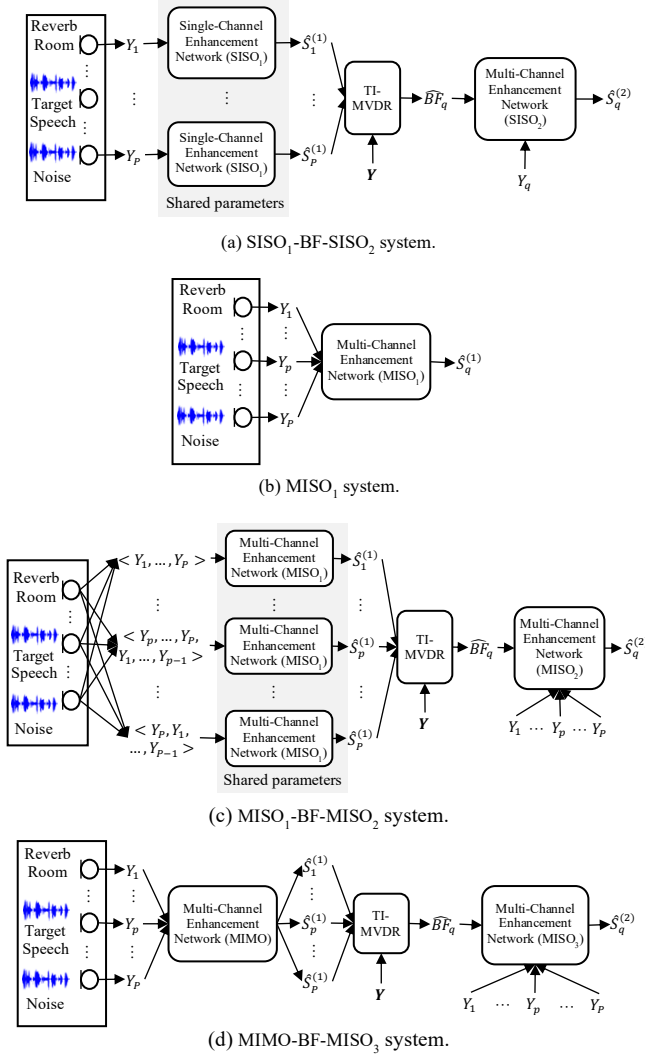 Reverb
Room
Target
Speech
Noise
Y_1
⋮
Y_P
Single-Channel
Enhancement
Network (SISO_1)
⋮
Single-Channel
Enhancement
Network (SISO_1)
Shared parameters
Ŝ_1^(1)
⋮
Ŝ_P^(1)
TI-
MVDR
Y
B̂F_q
Multi-Channel
Enhancement
Network
(SISO_2)
Y_q
Ŝ_q^(2)
(a) SISO_1-BF-SISO_2 system.
Reverb
Room
Target
Speech
Noise
Y_1
⋮
Y_p
⋮
Y_P
Multi-Channel
Enhancement
Network (MISO_1)
Ŝ_q^(1)
(b) MISO_1 system.
Reverb
Room
Target
Speech
Noise
< Y_1, … , Y_P >
⋮
< Y_p, … , Y_P,
Y_1, … , Y_{p−1} >
⋮
< Y_P, Y_1,
… , Y_{P−1} >
Multi-Channel
Enhancement
Network (MISO_1)
⋮
Multi-Channel
Enhancement
Network (MISO_1)
⋮
Multi-Channel
Enhancement
Network (MISO_1)
Shared parameters
Ŝ_1^(1)
⋮
Ŝ_p^(1)
⋮
Ŝ_P^(1)
TI-
MVDR
Y
B̂F_q
Multi-Channel
Enhancement
Network
(MISO_2)
Y_1 ⋯ Y_p ⋯ Y_P
Ŝ_q^(2
(c) MISO_1-BF-MISO_2 system.
Reverb
Room
Target
Speech
Noise
Y_1
⋮
Y_p
⋮
Y_P
Multi-Channel
Enhancement
Network (MIMO)
Ŝ_1^(1)
⋮
Ŝ_p^(1)
⋮
Ŝ_P^(1)
TI-
MVDR
Y
B̂F_q
Multi-Channel
Enhancement
Network (MISO_3)
Y_1 ⋯ Y_p ⋯ Y_P
Ŝ_q^(2)
(d) MIMO-BF-MISO_3 system.